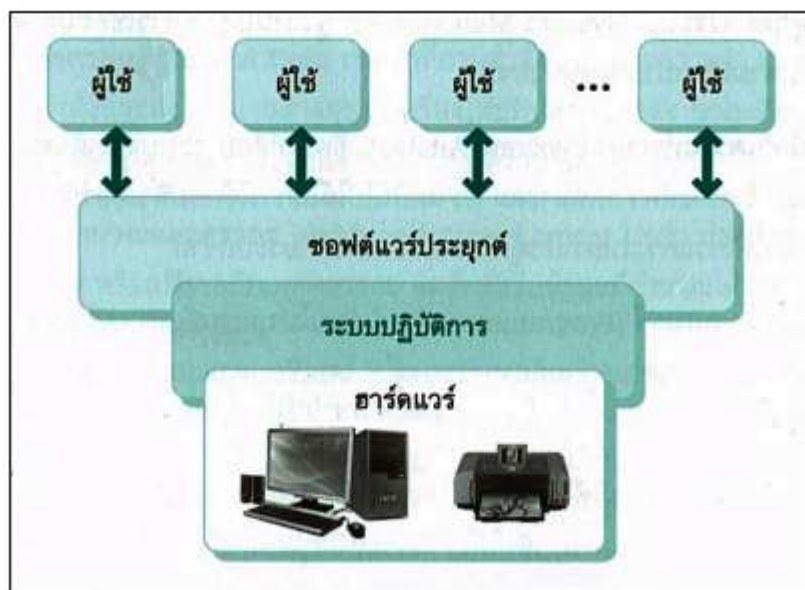 ผู้ใช้ ผู้ใช้ ผู้ใช้ ... ผู้ใช้
ซอฟต์แวร์ประยุกต์
ระบบปฏิบัติการ
ฮาร์ดแวร์